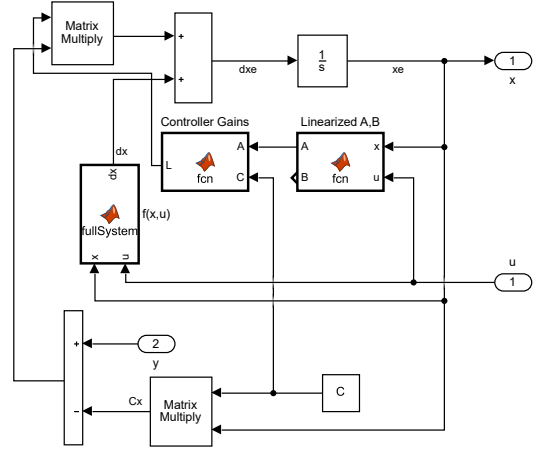 Matrix
Multiply
+
+
dxe
1
s
xe
1
x
Controller Gains
Linearized A,B
dx
L
A
C
fcn
A
B
x
u
fcn
dx
fullSystem
x
u
f(x,u)
u
1
+
-
2
y
Cx
Matrix
Multiply
C